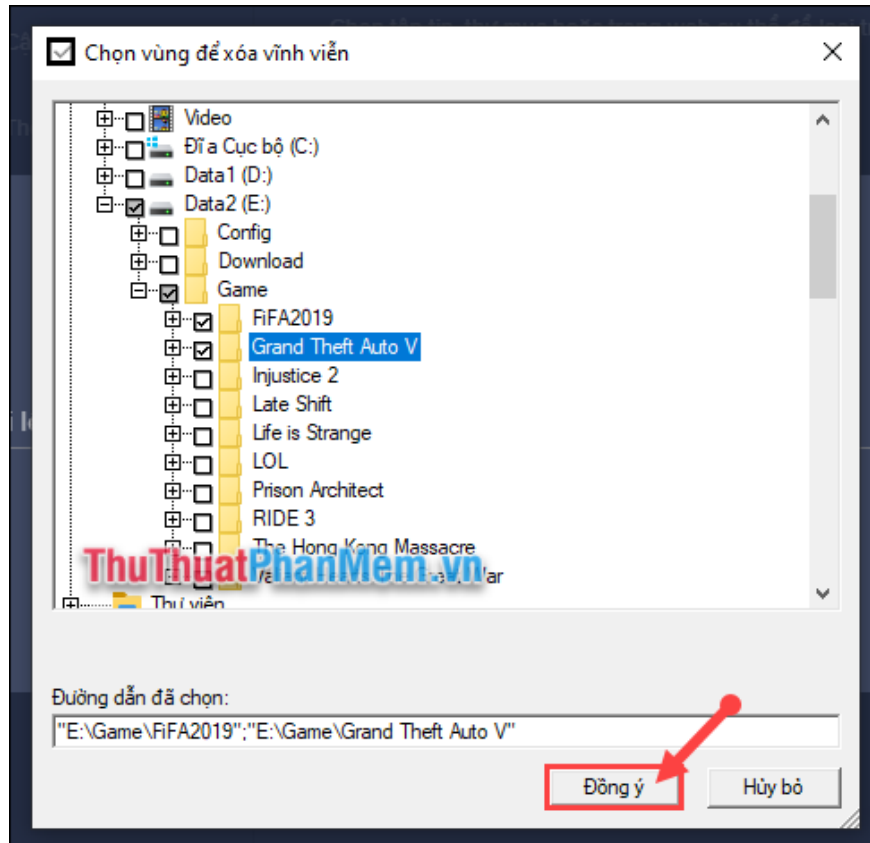 Chọn vùng để xóa vĩnh viễn
Video
Đĩa Cục bộ (C:)
Data1 (D:)
Data2 (E:)
Config
Download
Game
FiFA2019
Grand Theft Auto V
Injustice 2
Late Shift
Life is Strange
LOL
Prison Architect
RIDE 3
The Hong Kong Massacre
ThuThuatPhanMem.vn
Thư viện
Đường dẫn đã chọn:
"E:\Game\FiFA2019";"E:\Game\Grand Theft Auto V"
Đồng ý
Hủy bỏ